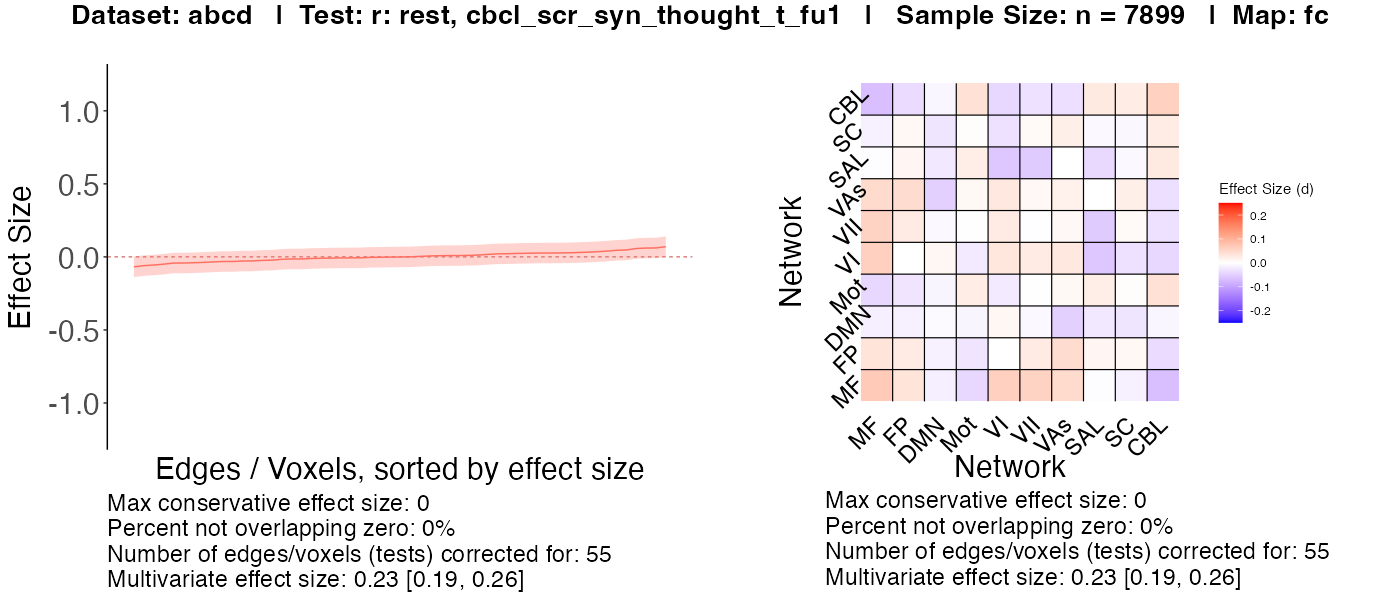 Dataset: abcd | Test: r: rest, cbcl_scr_syn_thought_t_fu1 | Sample Size: n = 7899 | Map: fc
Effect Size
1.0
0.5
0.0
-0.5
-1.0
Edges / Voxels, sorted by effect size
Max conservative effect size: 0
Percent not overlapping zero: 0%
Number of edges/voxels (tests) corrected for: 55
Multivariate effect size: 0.23 [0.19, 0.26]
Network
CBL
SC
SAL
VAs
VII
VI
Mot
DMN
FP
MF
MF FP DMN Mot VI VII VAs SAL SC CBL
Network
Effect Size (d)
0.2
0.1
0.0
-0.1
-0.2
Max conservative effect size: 0
Percent not overlapping zero: 0%
Number of edges/voxels (tests) corrected for: 55
Multivariate effect size: 0.23 [0.19, 0.26]